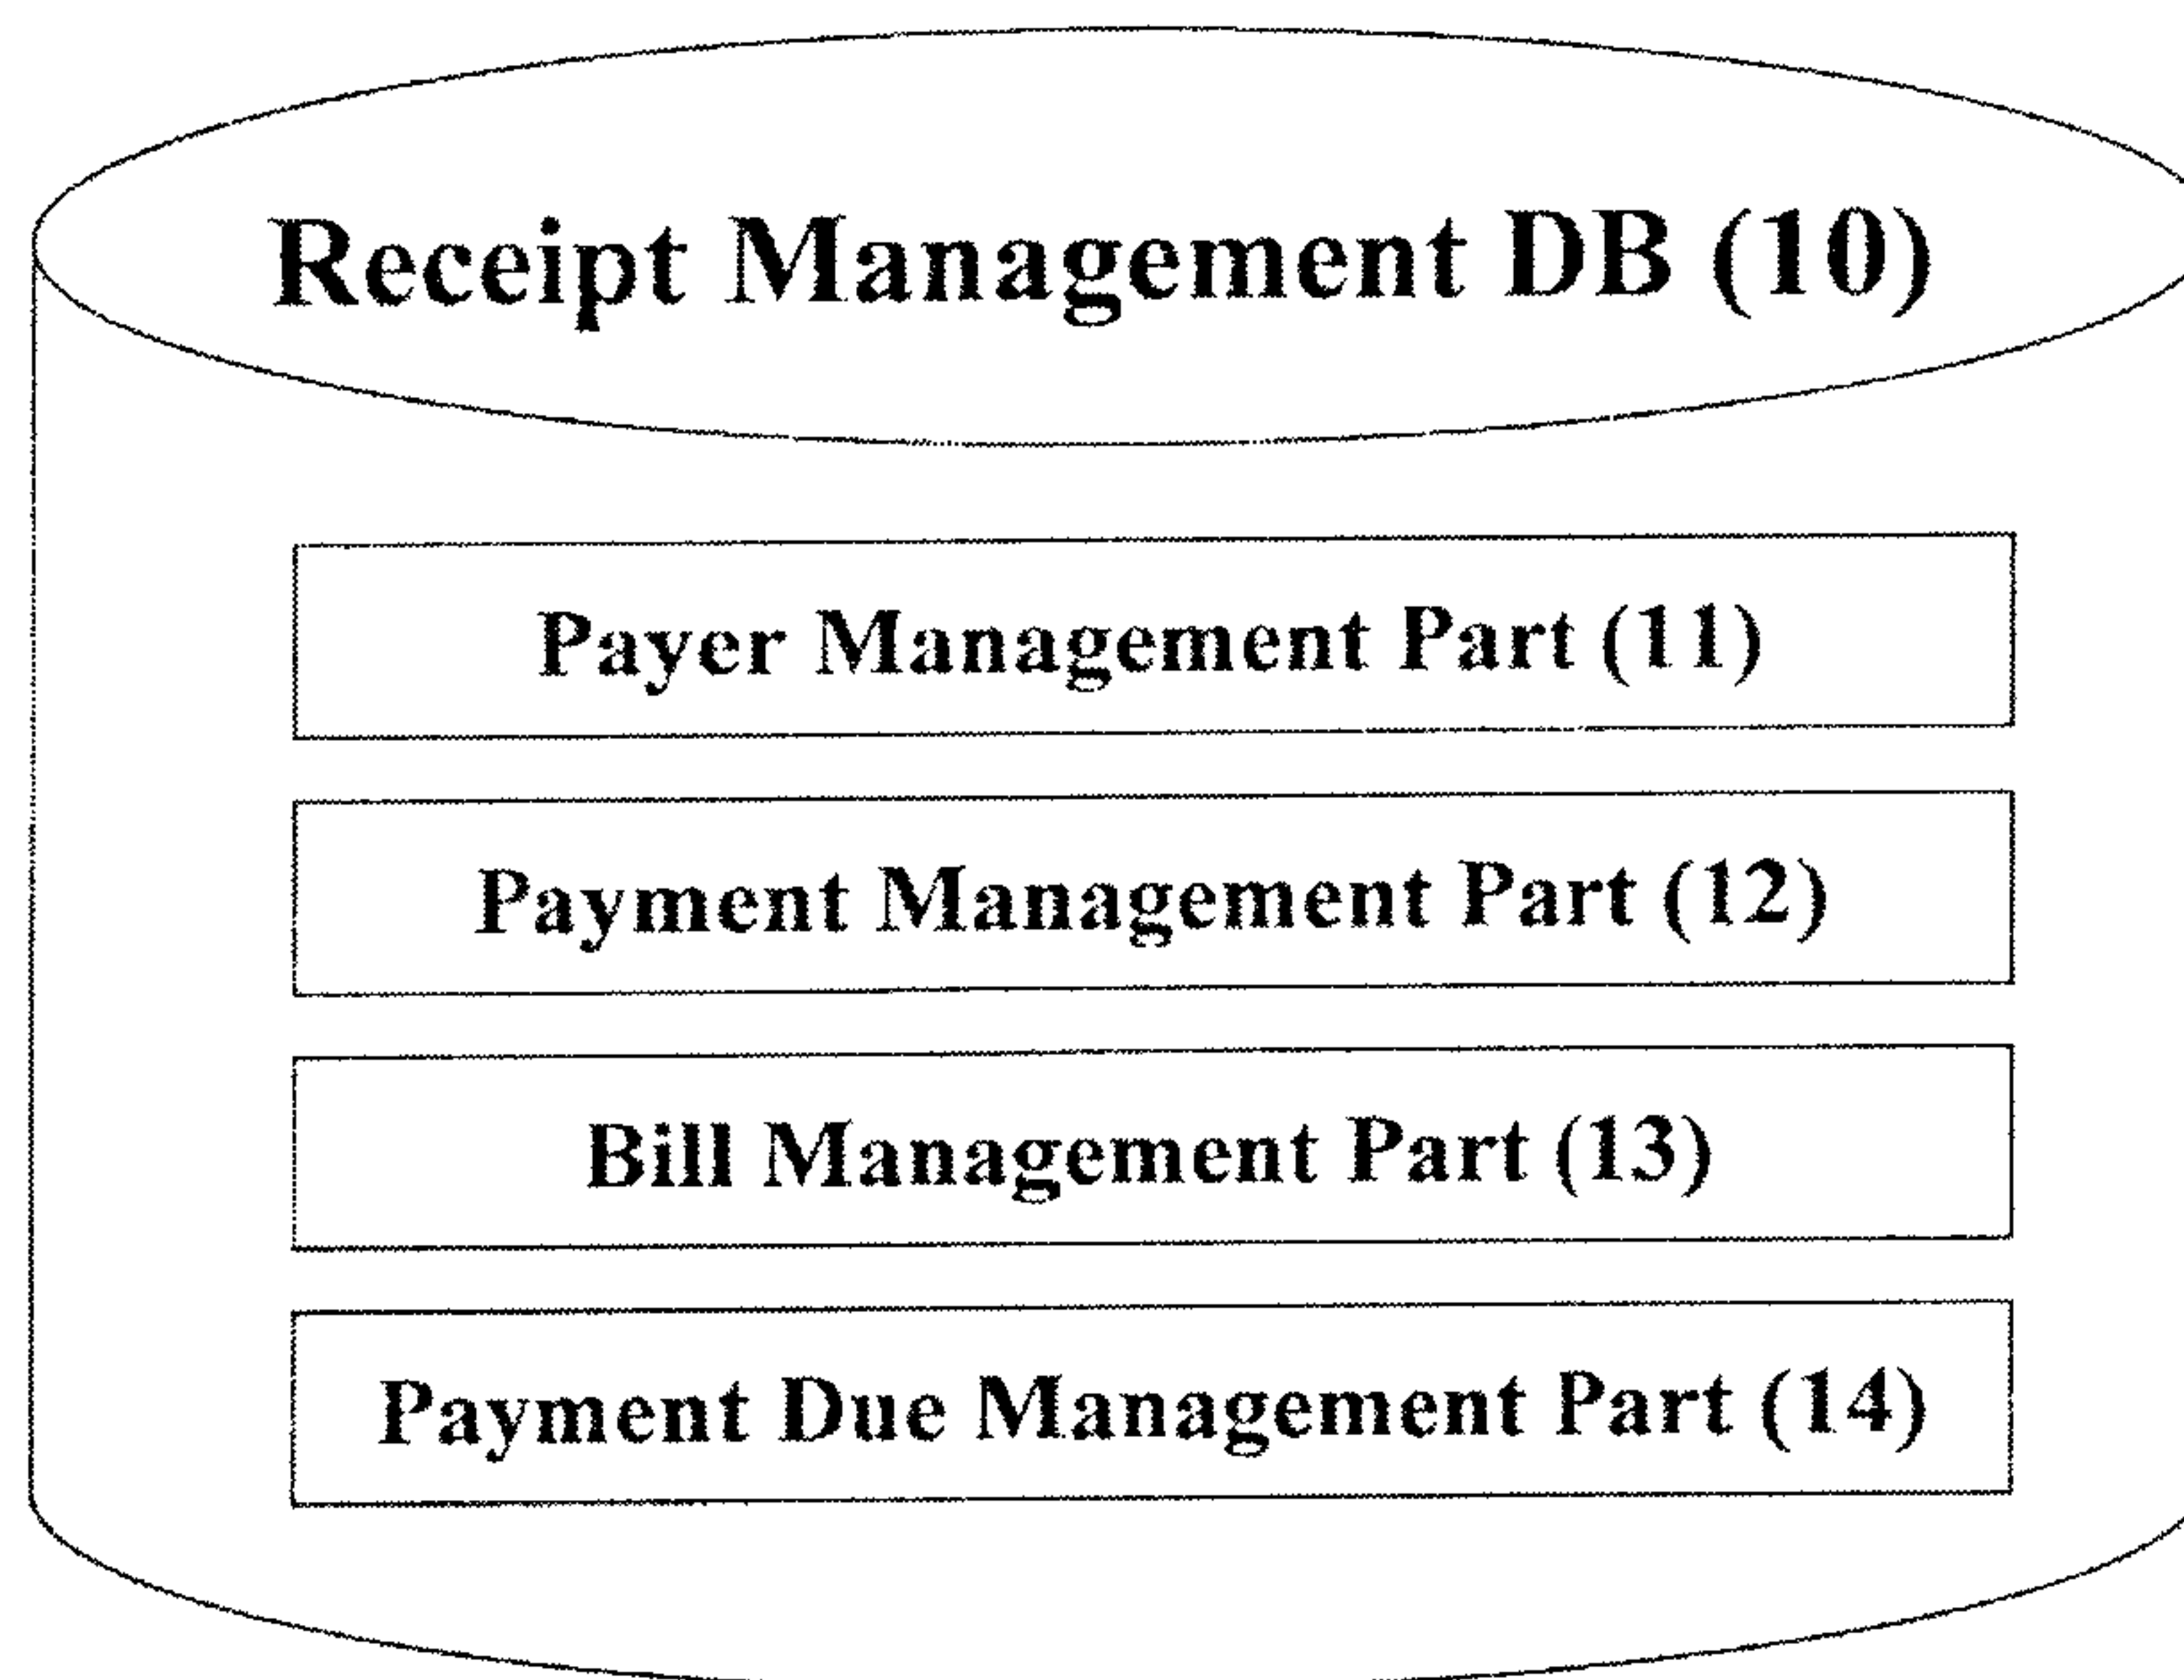 Receipt Management DB (10)
Payer Management Part (11)
Payment Management Part (12)
Bill Management Part (13)
Payment Due Management Part (14)